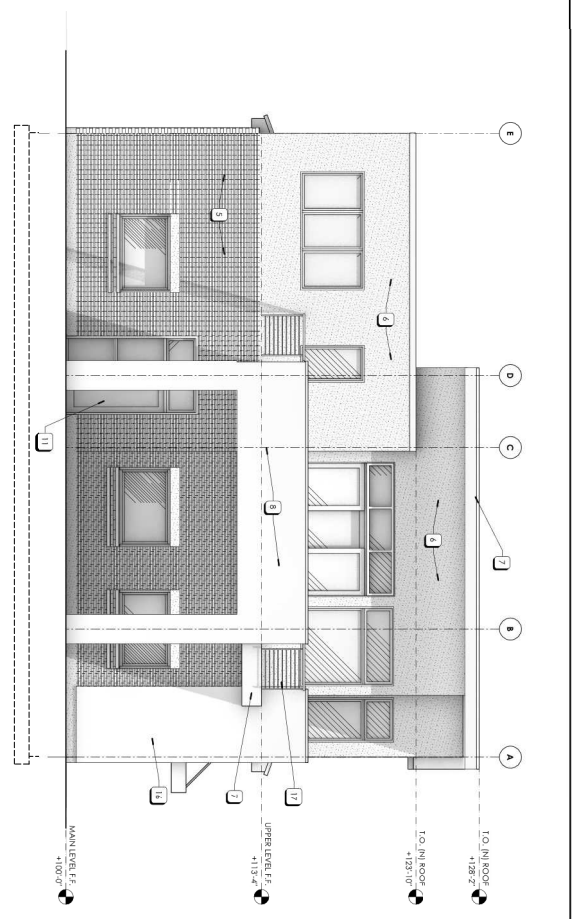 E D C B A
7
T.O. (N) ROOF
+128'-2"
6
T.O. (N) ROOF
+123'-10"
6
17
8
UPPER LEVEL F.F.
+113'-4"
7
5
16
MAIN LEVEL F.F.
+100'-0"
11